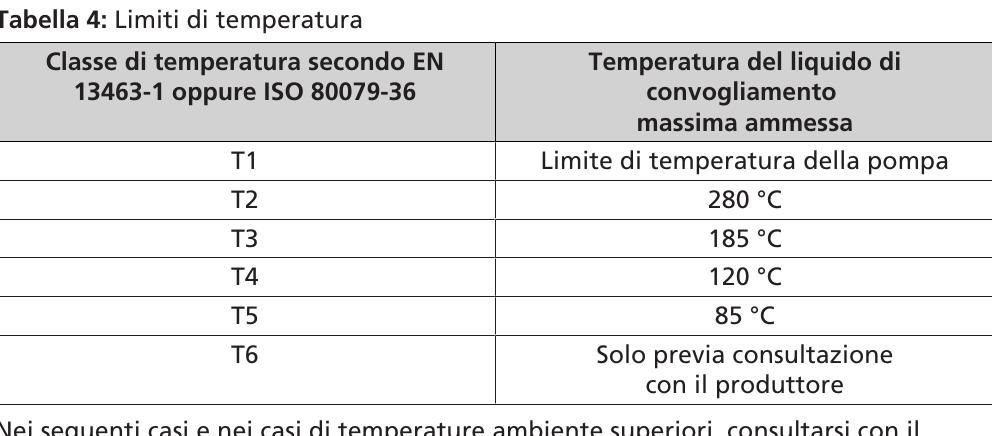 Tabella 4: Limiti di temperatura
Classe di temperatura secondo EN
13463-1 oppure ISO 80079-36
Temperatura del liquido di
convogliamento
massima ammessa
T1
Limite di temperatura della pompa
T2
280 °C
T3
185 °C
T4
120 °C
T5
85 °C
T6
Solo previa consultazione
con il produttore
Nei seguenti casi e nei casi di temperature ambiente superiori, consultarsi con il